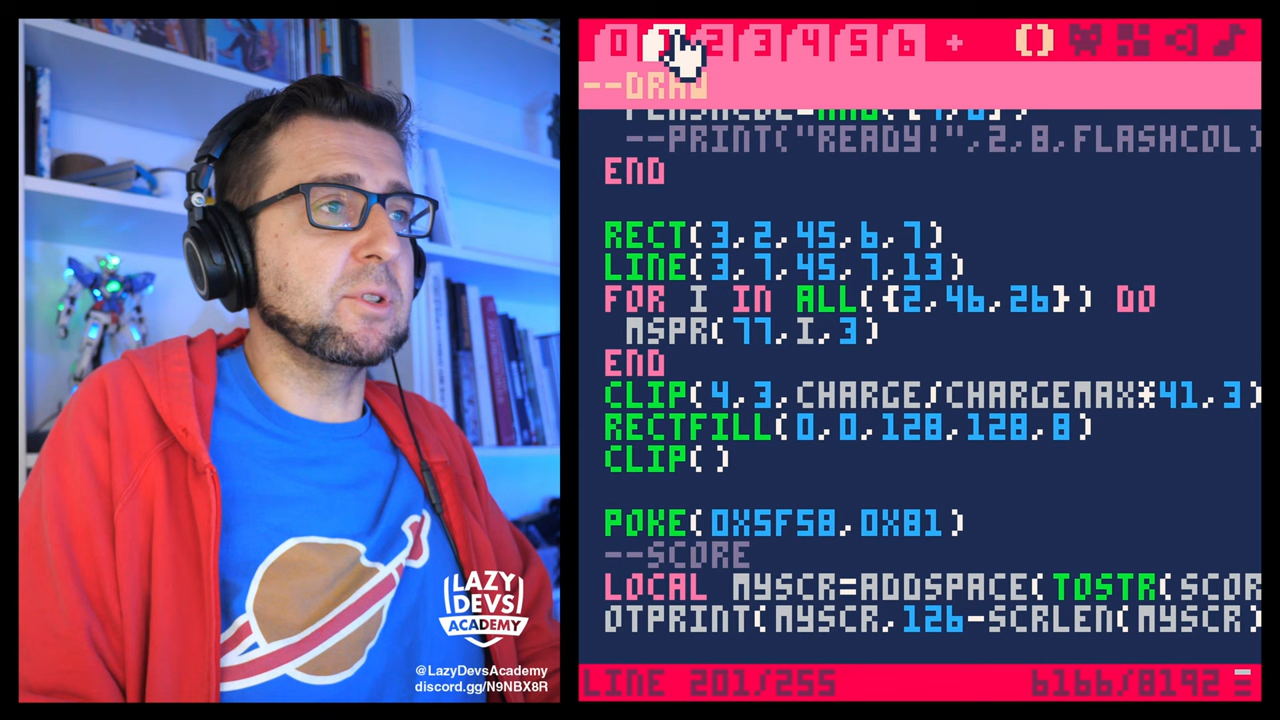 0 1 2 3 4 5 6 + ()
--DRAW
--PRINT("READY!",2,8,FLASHCOL)
END
RECT(3,2,45,6,7)
LINE(3,7,45,7,13)
FOR I IN ALL({2,46,26}) DO
MSPR(77,I,3)
END
CLIP(4,3,CHARGE/CHARGEMAX*41,3)
RECTFILL(0,0,128,128,8)
CLIP()
POKE(0X5F58,0X81)
--SCORE
LOCAL MYSCR=ADDSPACE(TOSTR(SCOR
OTPRINT(MYSCR,126-SCRLEN(MYSCR)
LINE 201/255
6166/8192
LAZY
DEVS
ACADEMY
@LazyDevsAcademy
discord.gg/N9NBX8R